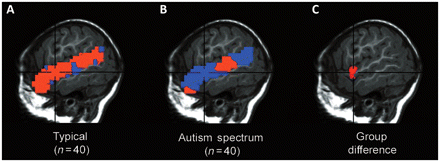 A
B
C
Typical
(n = 40)
Autism spectrum
(n = 40)
Group
difference